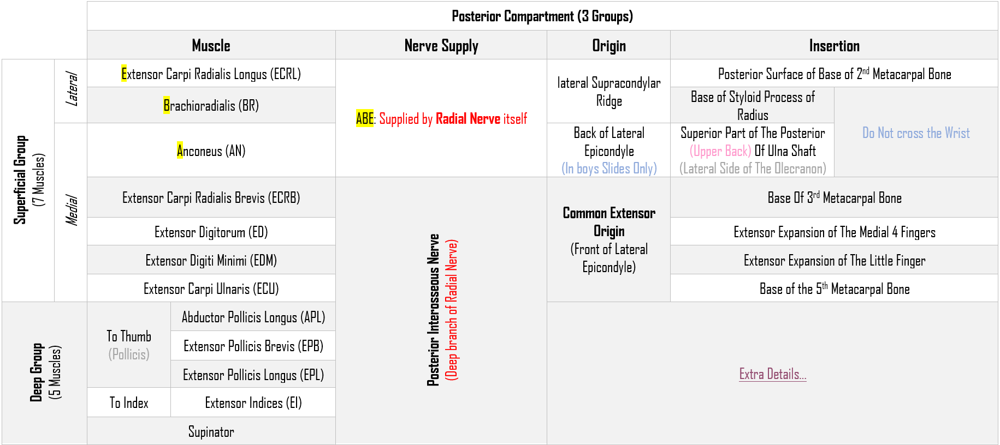 Posterior Compartment (3 Groups)
Muscle
Nerve Supply
Origin
Insertion
Superficial Group
(7 Muscles)
Lateral
Extensor Carpi Radialis Longus (ECRL)
ABE: Supplied by Radial Nerve itself
lateral Supracondylar
Ridge
Posterior Surface of Base of 2nd Metacarpal Bone
Brachioradialis (BR)
Base of Styloid Process of
Radius
Do Not cross the Wrist
Medial
Anconeus (AN)
Back of Lateral
Epicondyle
(In boys Slides Only)
Superior Part of The Posterior
(Upper Back) Of Ulna Shaft
(Lateral Side of The Olecranon)
Extensor Carpi Radialis Brevis (ECRB)
Posterior Interosseous Nerve
(Deep branch of Radial Nerve)
Common Extensor
Origin
(Front of Lateral
Epicondyle)
Base Of 3rd Metacarpal Bone
Extensor Digitorum (ED)
Extensor Expansion of The Medial 4 Fingers
Extensor Digiti Minimi (EDM)
Extensor Expansion of The Little Finger
Extensor Carpi Ulnaris (ECU)
Base of the 5th Metacarpal Bone
Deep Group
(5 Muscles)
To Thumb
(Pollicis)
Abductor Pollicis Longus (APL)
Extensor Pollicis Brevis (EPB)
Extensor Pollicis Longus (EPL)
Extra Details...
To Index
Extensor Indices (EI)
Supinator